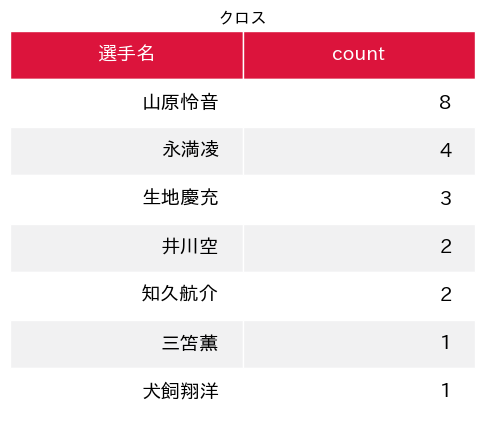 クロス
選手名 count
山原怜音 8
永満凌 4
生地慶充 3
井川空 2
知久航介 2
三笘薫 1
犬飼翔洋 1